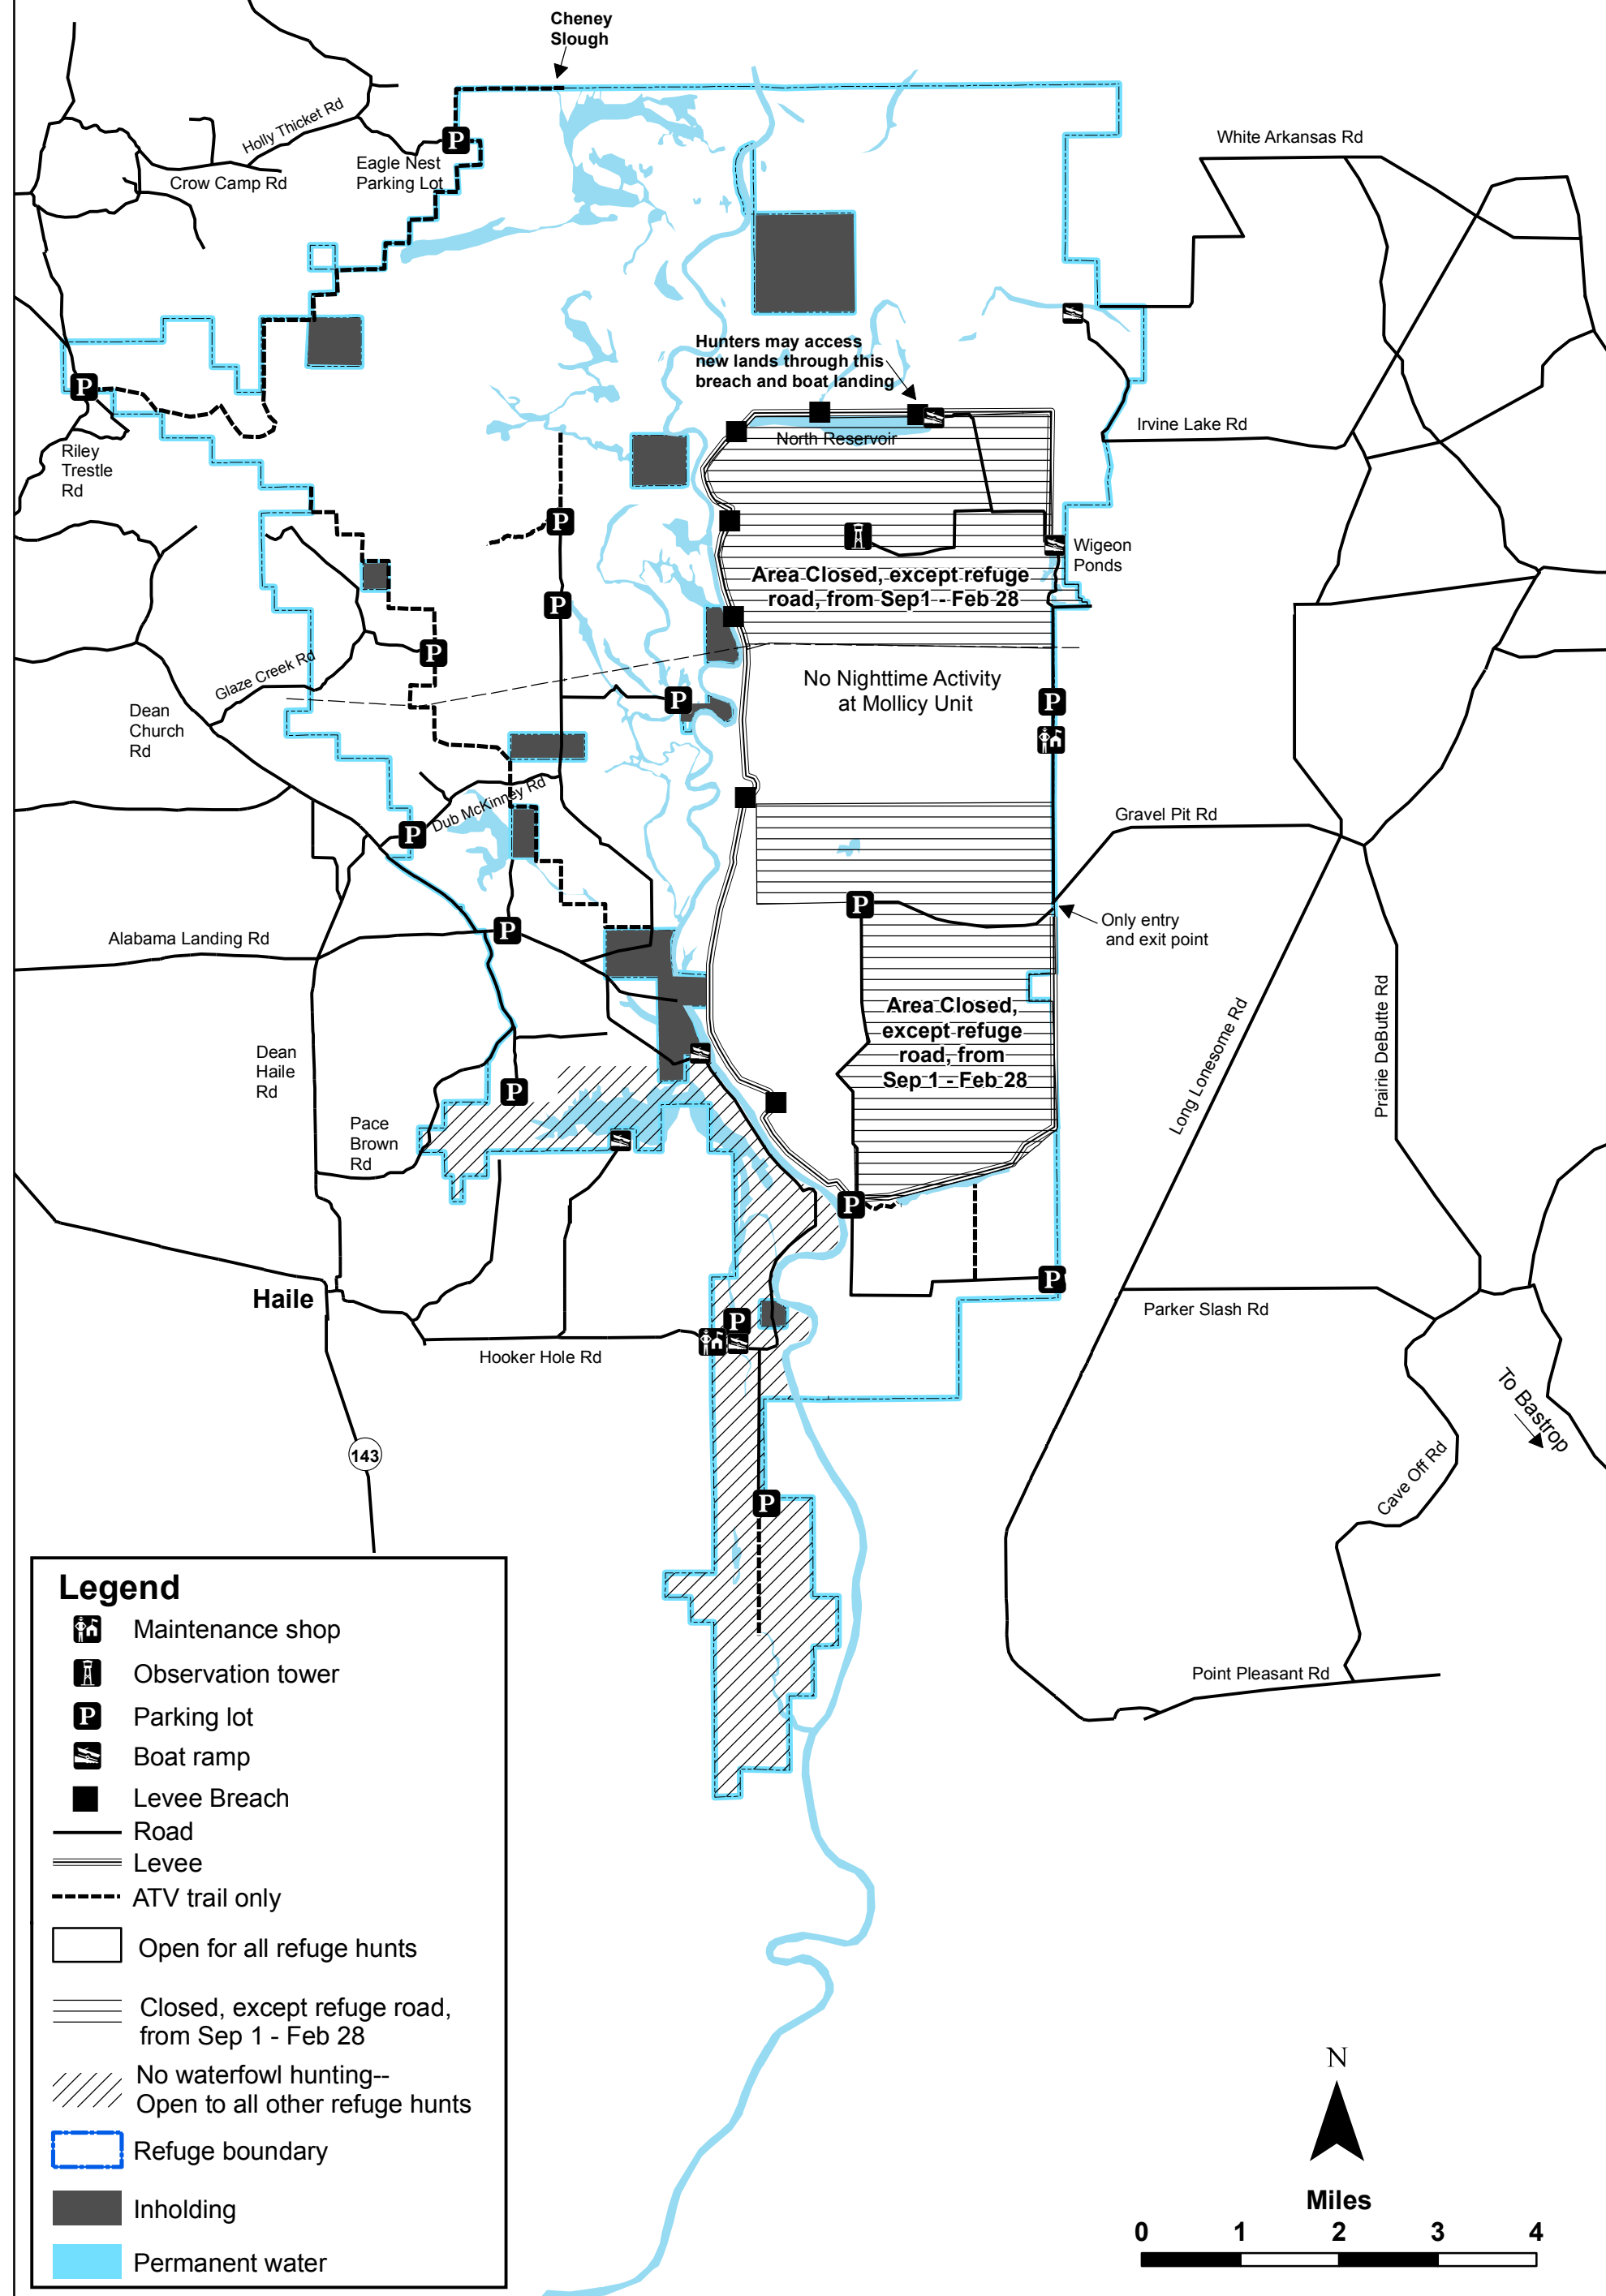 Cheney
Slough
Holly Thicket Rd
White Arkansas Rd
P
Eagle Nest
Parking Lot
Crow Camp Rd
Hunters may access
new lands through this
breach and boat landing
P
Irvine Lake Rd
North Reservoir
Riley
Trestle
Rd
P
Wigeon
Ponds
Area Closed, except refuge
road, from Sep1 - Feb 28
P
P
Glaze Creek Rd
No Nighttime Activity
at Mollicy Unit
P
P
Dean
Church
Rd
Dub McKinney Rd
P
Gravel Pit Rd
P
Only entry
and exit point
P
Alabama Landing Rd
Area Closed,
except refuge
road, from
Sep 1 - Feb 28
Long Lonesome Rd
Prairie DeButte Rd
Dean
Haile
Rd
P
Pace
Brown
Rd
P
P
Haile
Parker Slash Rd
P
Hooker Hole Rd
To Bastrop
143
Cave Off Rd
P
Point Pleasant Rd
Legend
Maintenance shop
Observation tower
P Parking lot
Boat ramp
Levee Breach
Road
Levee
ATV trail only
Open for all refuge hunts
Closed, except refuge road,
from Sep 1 - Feb 28
No waterfowl hunting--
Open to all other refuge hunts
Refuge boundary
Inholding
Permanent water
N
Miles
0 1 2 3 4